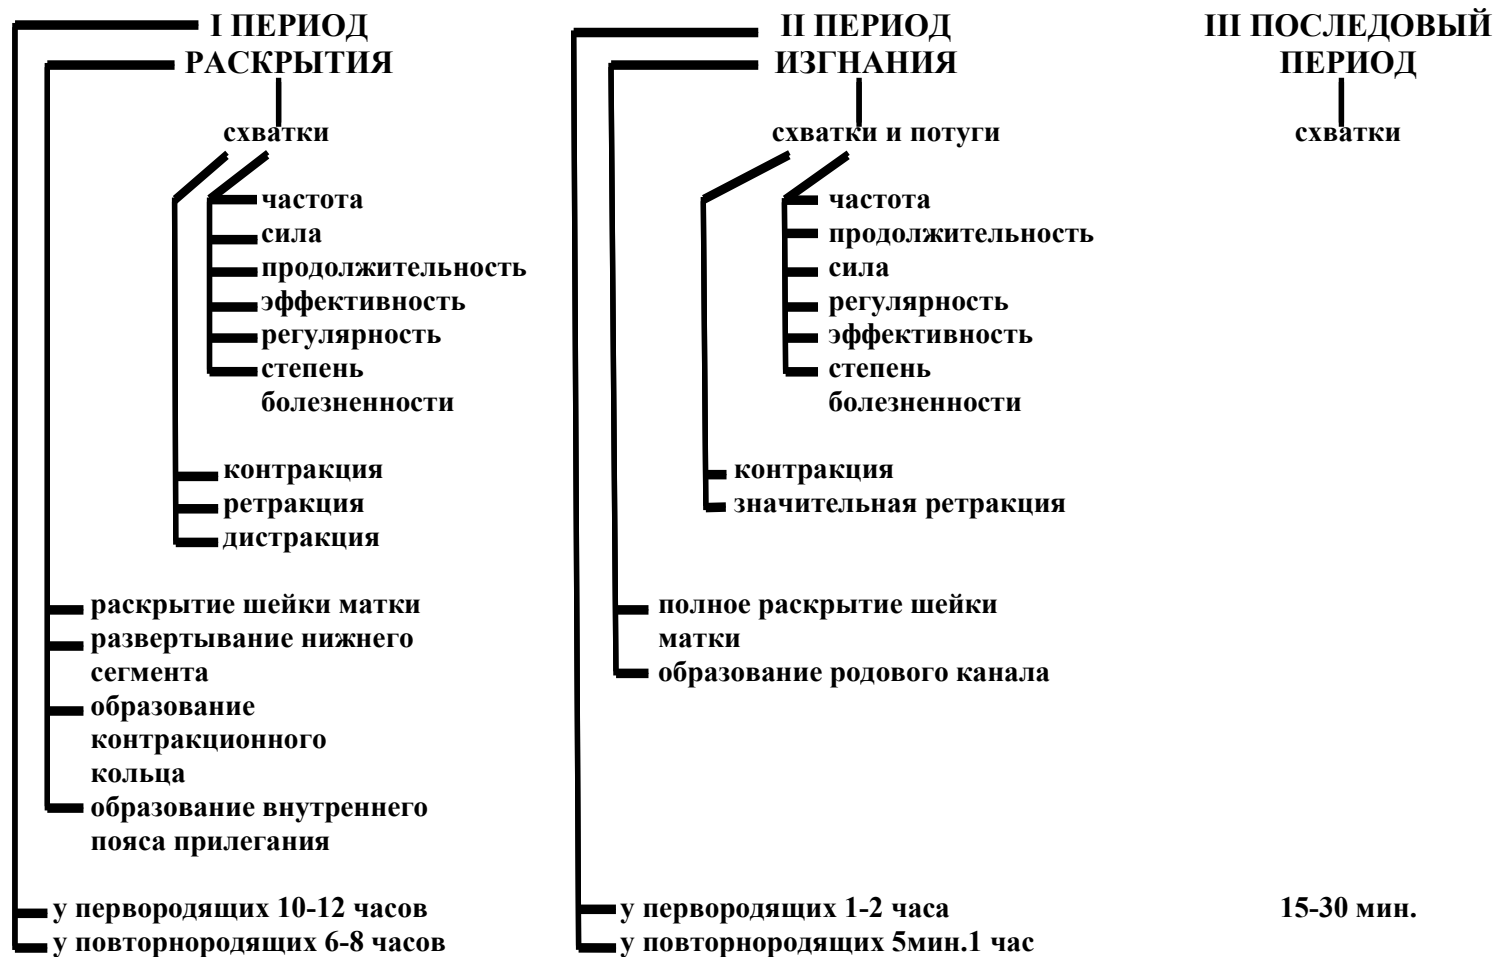 I ПЕРИОД
РАСКРЫТИЯ
схватки
частота
сила
продолжительность
эффективность
регулярность
степень
болезненности
контракция
ретракция
дистракция
раскрытие шейки матки
развертывание нижнего
сегмента
образование
контракционного
кольца
образование внутреннего
пояса прилегания
у первородящих 10-12 часов
у повторнородящих 6-8 часов
II ПЕРИОД
ИЗГНАНИЯ
схватки и потуги
частота
продолжительность
сила
регулярность
эффективность
степень
болезненности
контракция
значительная ретракция
полное раскрытие шейки
матки
образование родового канала
у первородящих 1-2 часа
у повторнородящих 5мин.1 час
III ПОСЛЕДОВЫЙ
ПЕРИОД
схватки
15-30 мин.